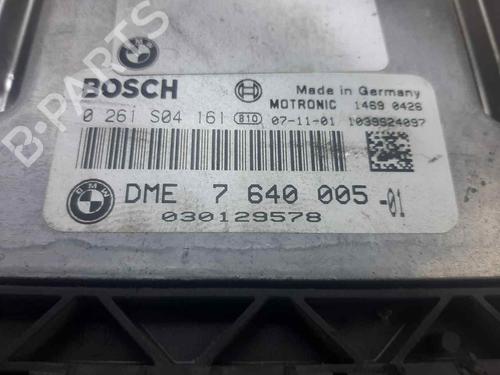 BOSCH
Made in Germany
MOTRONIC 1469 0426
0 261 S04 161 810 07-11-01 1039S24097
BMW DME 7 640 005 -01
030129578
B-PARTS